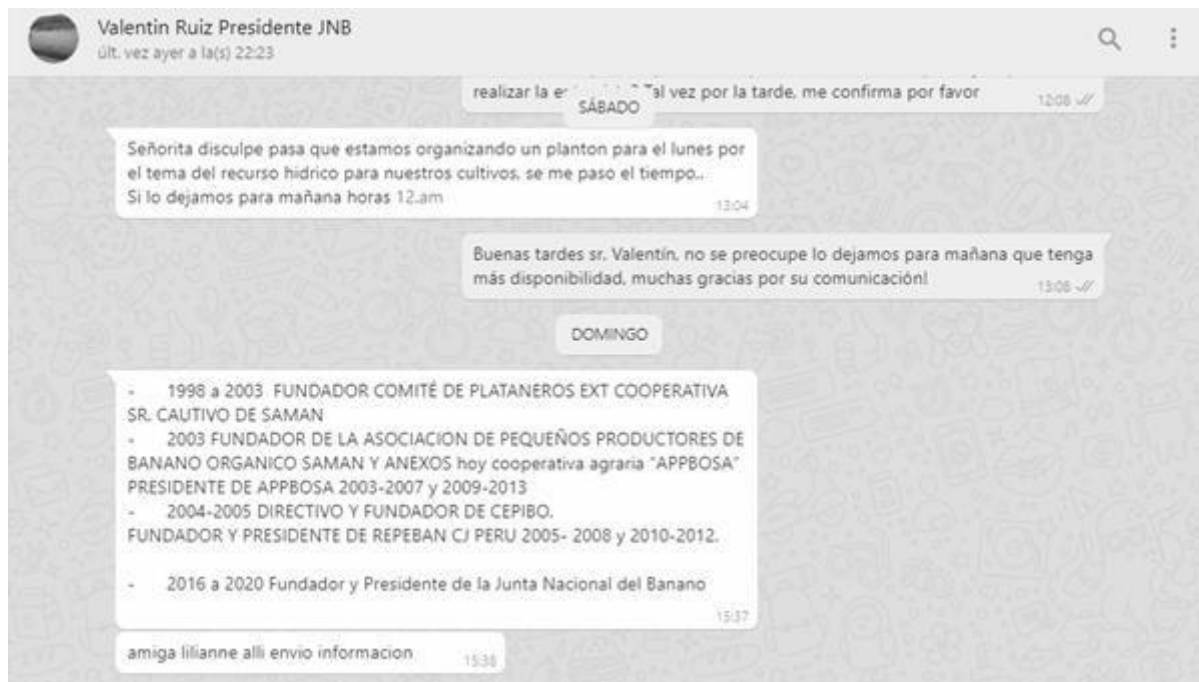 Valentin Ruiz Presidente JNB
últ. vez ayer a la(s) 22:23
realizar la Tal vez por la tarde, me confirma por favor
12:08
SÁBADO
Señorita disculpe pasa que estamos organizando un planton para el lunes por
el tema del recurso hidrico para nuestros cultivos. se me paso el tiempo..
Si lo dejamos para mañana horas 12.am
13:04
Buenas tardes sr. Valentín, no se preocupe lo dejamos para mañana que tenga
más disponibilidad, muchas gracias por su comunicación!
13:08
DOMINGO
- 1998 a 2003 FUNDADOR COMITÉ DE PLATANEROS EXT COOPERATIVA
SR. CAUTIVO DE SAMAN
- 2003 FUNDADOR DE LA ASOCIACION DE PEQUEÑOS PRODUCTORES DE
BANANO ORGANICO SAMAN Y ANEXOS hoy cooperativa agraria "APPBOSA"
PRESIDENTE DE APPBOSA 2003-2007 y 2009-2013
- 2004-2005 DIRECTIVO Y FUNDADOR DE CEPIBO.
FUNDADOR Y PRESIDENTE DE REPEBAN CJ PERU 2005- 2008 y 2010-2012.
- 2016 a 2020 Fundador y Presidente de la Junta Nacional del Banano
15:37
amiga lilianne alli envio informacion
15:38